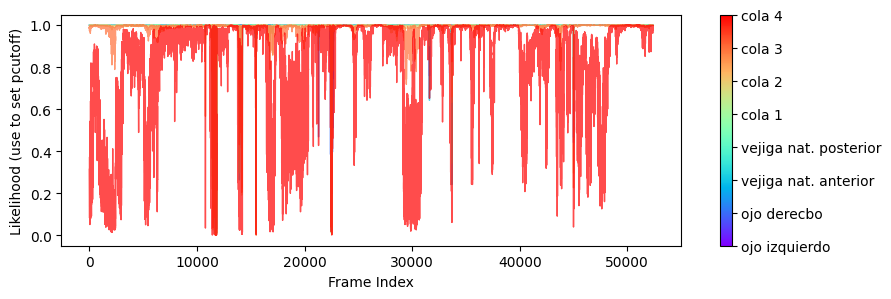 Likelihood (use to set pcutoff)
1.0
0.8
0.6
0.4
0.2
0.0
0
10000
20000
30000
40000
50000
Frame Index
cola 4
cola 3
cola 2
cola 1
vejiga nat. posterior
vejiga nat. anterior
ojo derecbo
ojo izquierdo